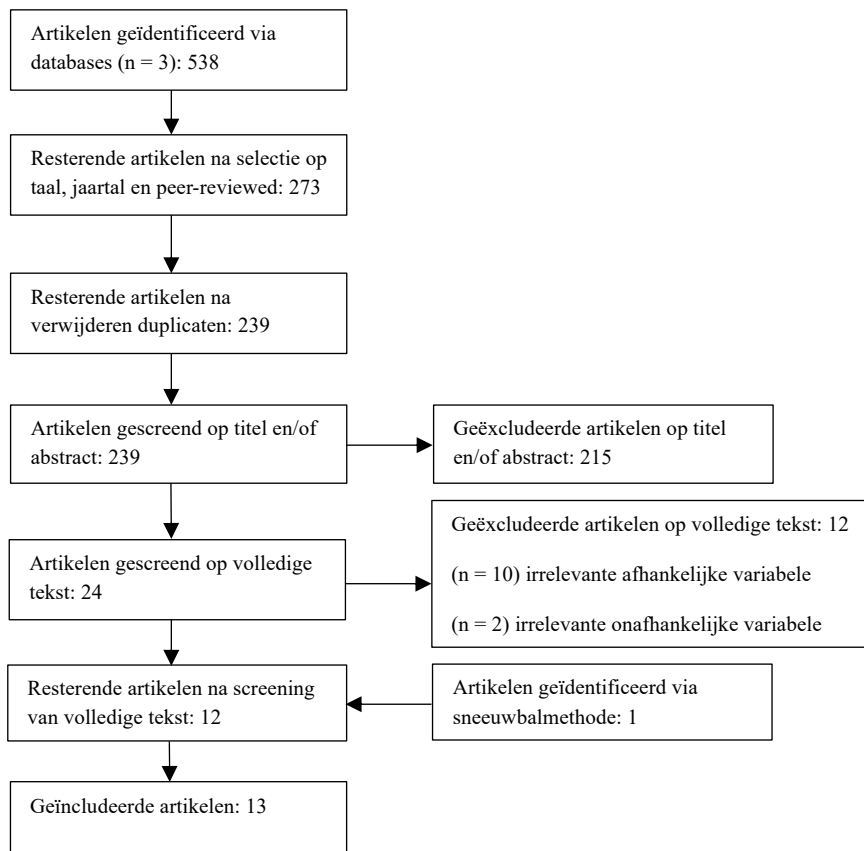 Artikelen geïdentificeerd via
databases (n = 3): 538
Resterende artikelen na selectie op
taal, jaartal en peer-reviewed: 273
Resterende artikelen na
verwijderen duplicaten: 239
Artikelen gescreend op titel en/of
abstract: 239
Geëxcludeerde artikelen op titel
en/of abstract: 215
Artikelen gescreend op volledige
tekst: 24
Geëxcludeerde artikelen op volledige tekst: 12
(n = 10) irrelevante afhankelijke variabele
(n = 2) irrelevante onafhankelijke variabele
Resterende artikelen na screening
van volledige tekst: 12
Artikelen geïdentificeerd via
sneeuwbalmethode: 1
Geïncludeerde artikelen: 13